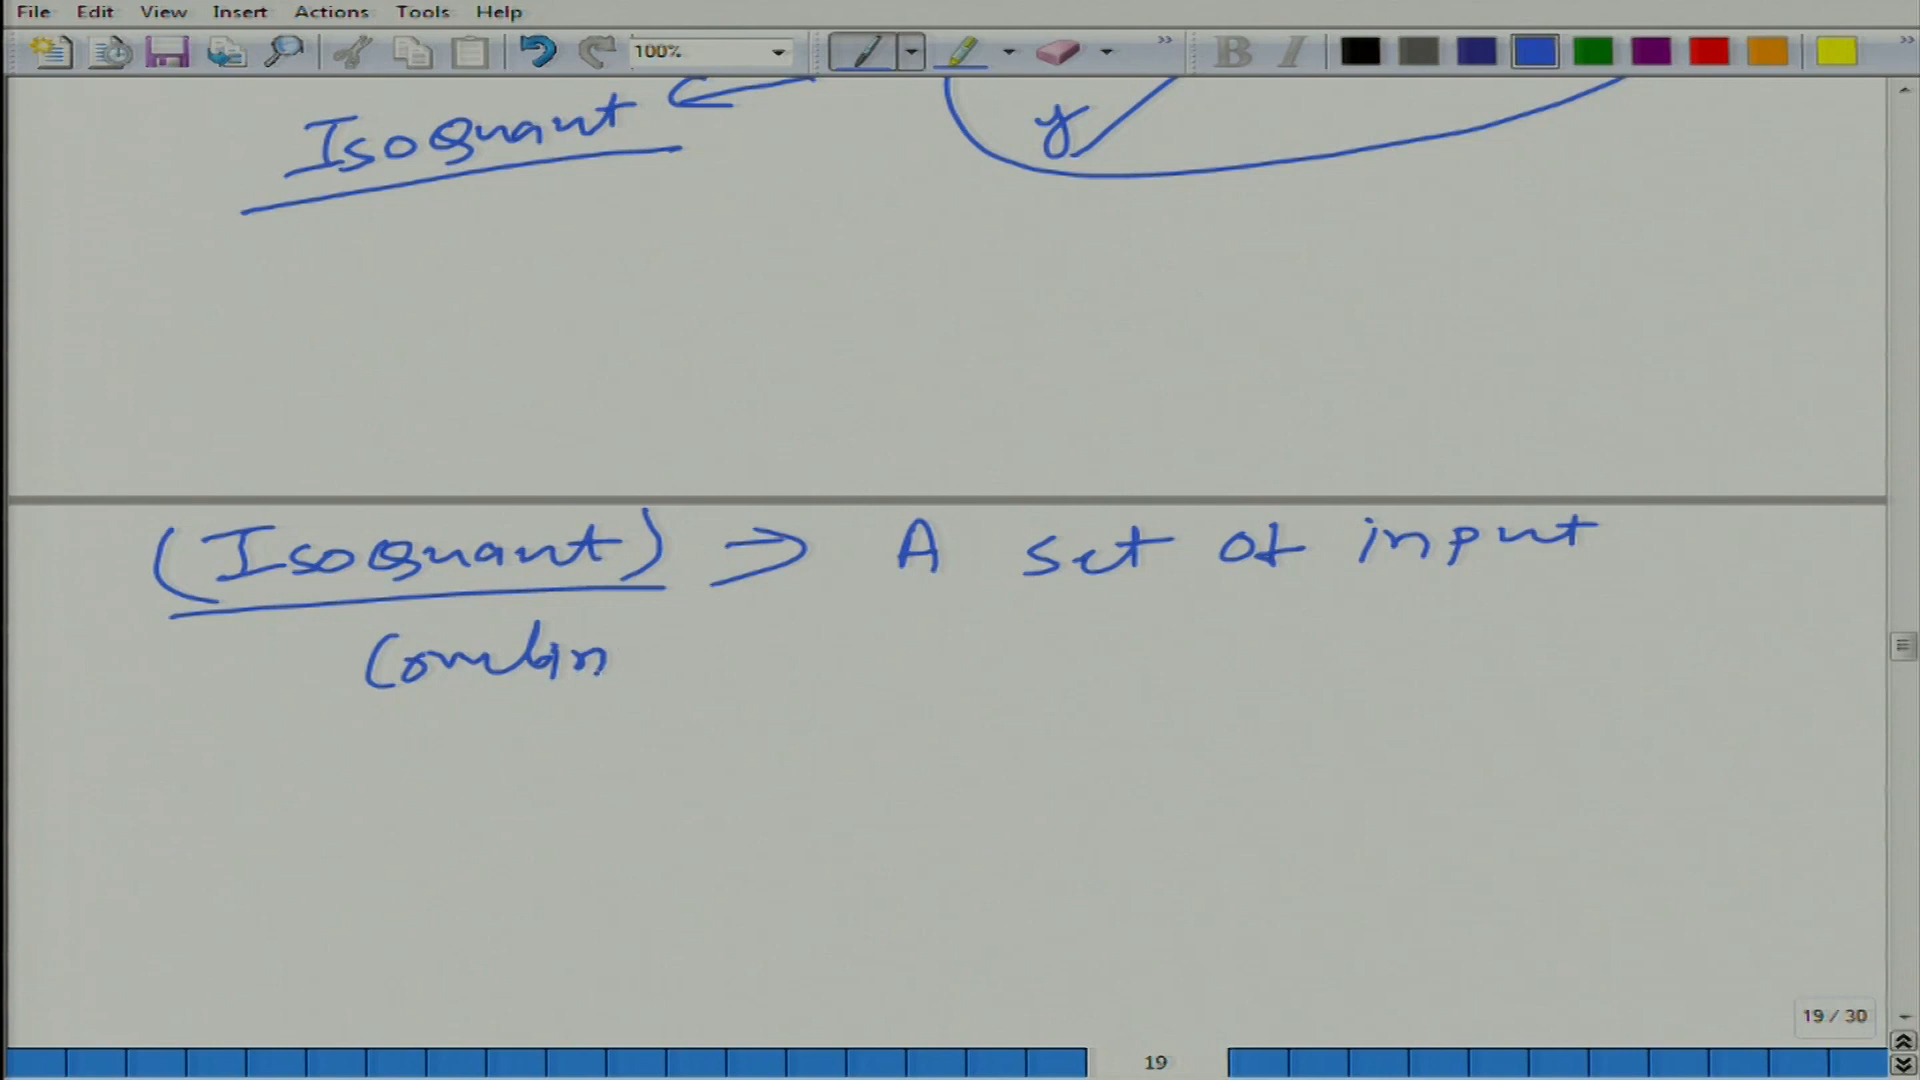 File Edit View Insert Actions Tools Help
100% B I
IsoQuant y
(IsoQuant) ⇒ A set of input
Combin
19 / 30
19